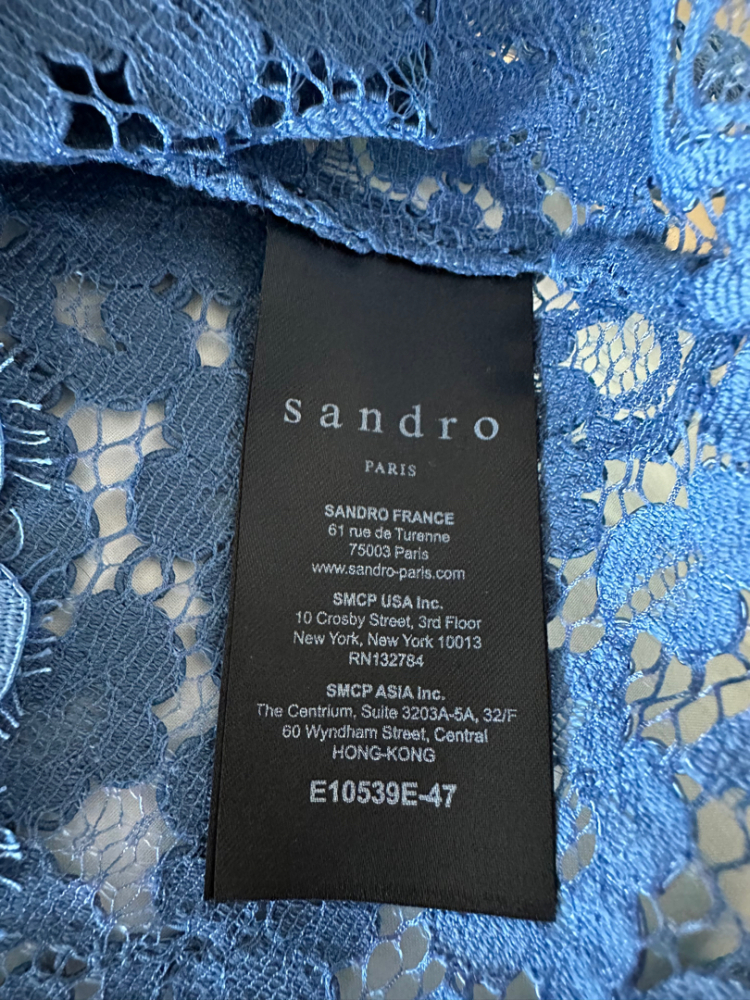 sandro
PARIS
SANDRO FRANCE
61 rue de Turenne
75003 Paris
www.sandro-paris.com
SMCP USA Inc.
10 Crosby Street, 3rd Floor
New York, New York 10013
RN132784
SMCP ASIA Inc.
The Centrium, Suite 3203A-5A, 32/F
60 Wyndham Street, Central
HONG-KONG
E10539E-47